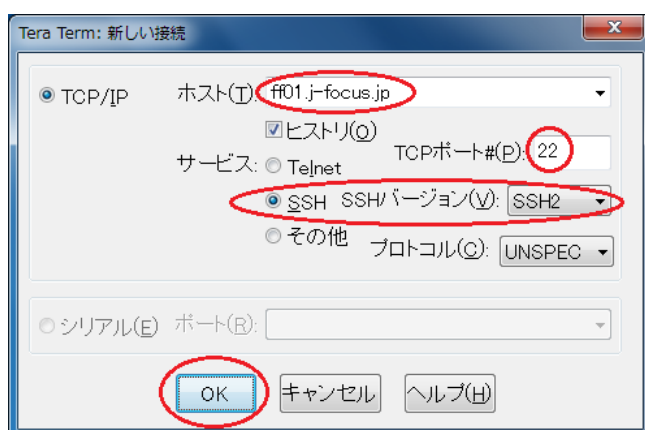 Tera Term: 新しい接続
TCP/IP ホスト(T): ff01.j-focus.jp
ヒストリ(O)
サービス: Telnet TCPポート#(P): 22
SSH SSHバージョン(V): SSH2
その他 プロトコル(C): UNSPEC
シリアル(E) ポート(R):
OK キャンセル ヘルプ(H)